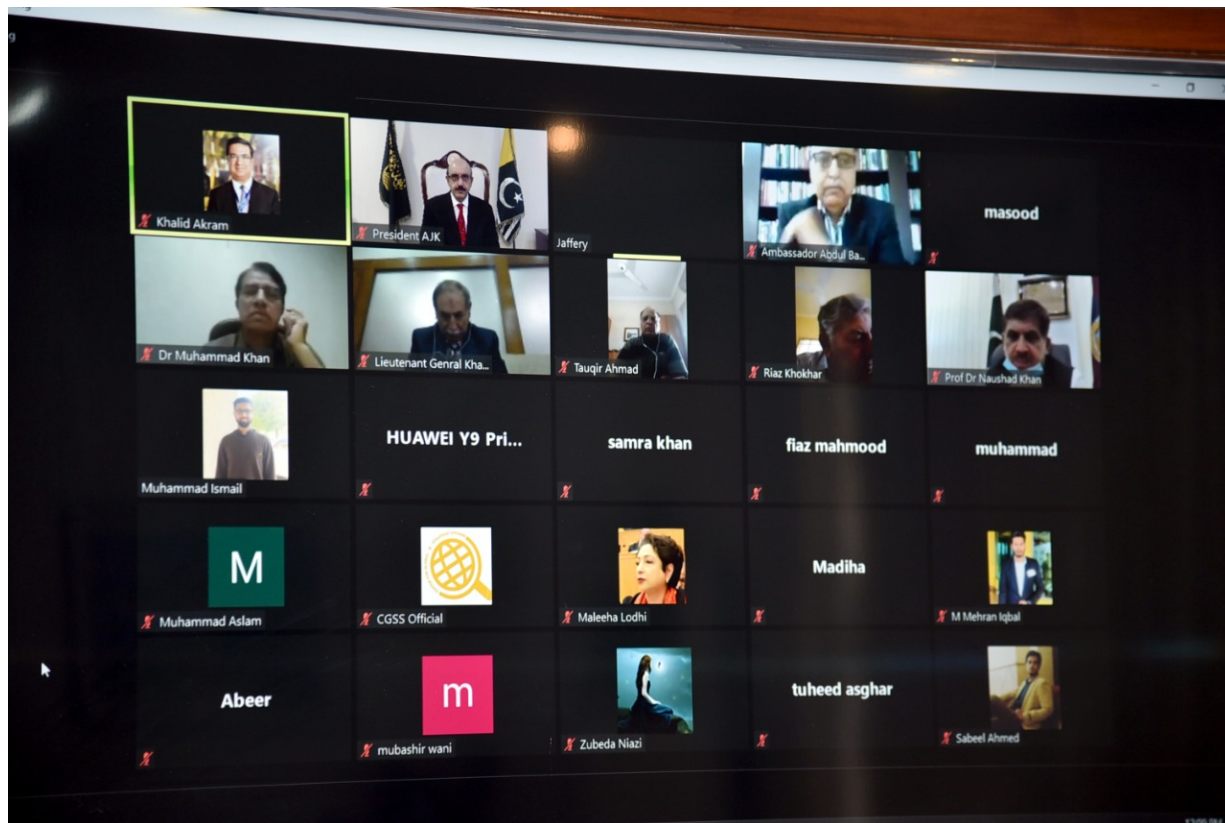 Khalid Akram
President AJK
Jaffery
Ambassador Abdul Ba...
masood
Dr Muhammad Khan
Lieutenant Genral Kha...
Tauqir Ahmad
Riaz Khokhar
Prof Dr Naushad Khan
Muhammad Ismail
HUAWEI Y9 Pri...
samra khan
fiaz mahmood
muhammad
M
Muhammad Aslam
CGSS Official
Maleeha Lodhi
Madiha
M Mehran Iqbal
Abeer
m
mubashir wani
Zubeda Niazi
tuheed asghar
Sabeel Ahmed